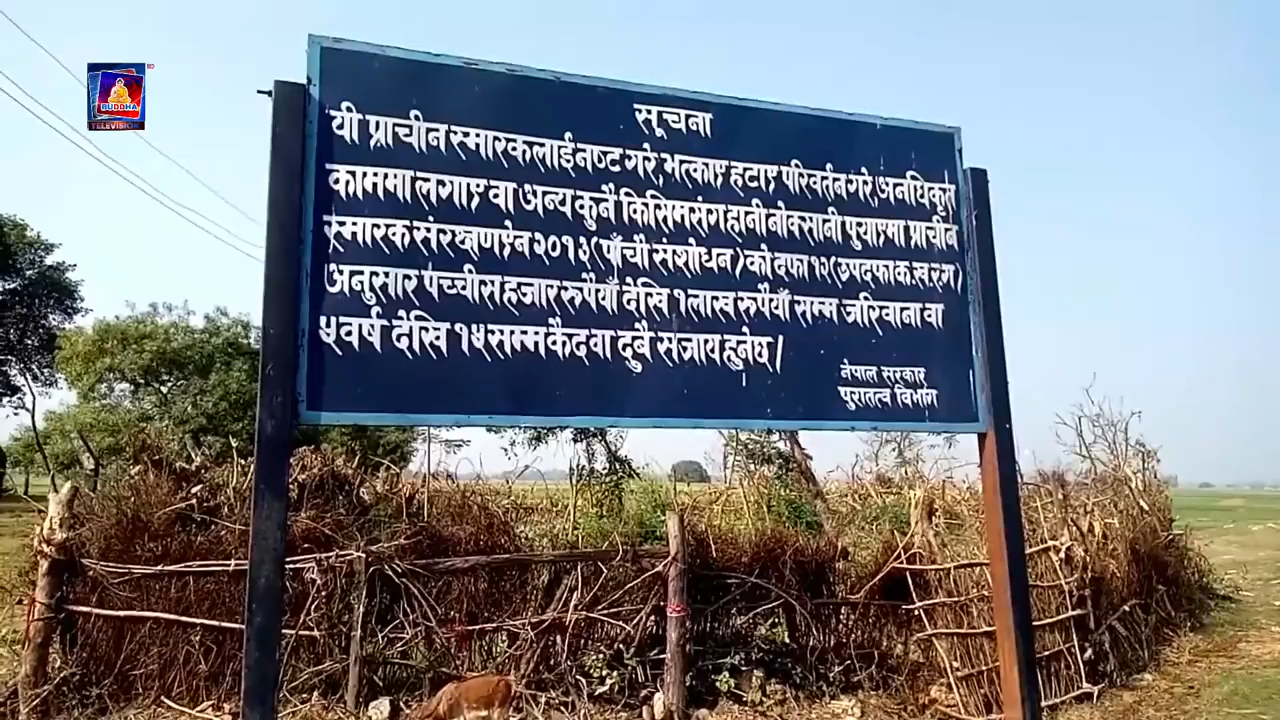 BUDDHA
TELEVISION
सूचना
यी प्राचीन स्मारकलाई नष्ट गरे, भत्काए हटाए परिवर्तन गरे, अनधिकृत
काममा लगाए वा अन्य कुनै किसिमसंग हानी नोक्सानी पुयाएमा प्राचीन
स्मारक संरक्षण ऐन २०१३ (पाँचौ संशोधन) को दफा १२ (उपदफा क.ख.र.ग)
अनुसार पच्चीस हजार रुपैयाँ देखि १ लाख रुपैयाँ सम्म जरिवाना वा
५ वर्ष देखि १५ सम्म कैद वा दुबै सजाय हुनेछ।
नेपाल सरकार
पुरातत्व विभाग